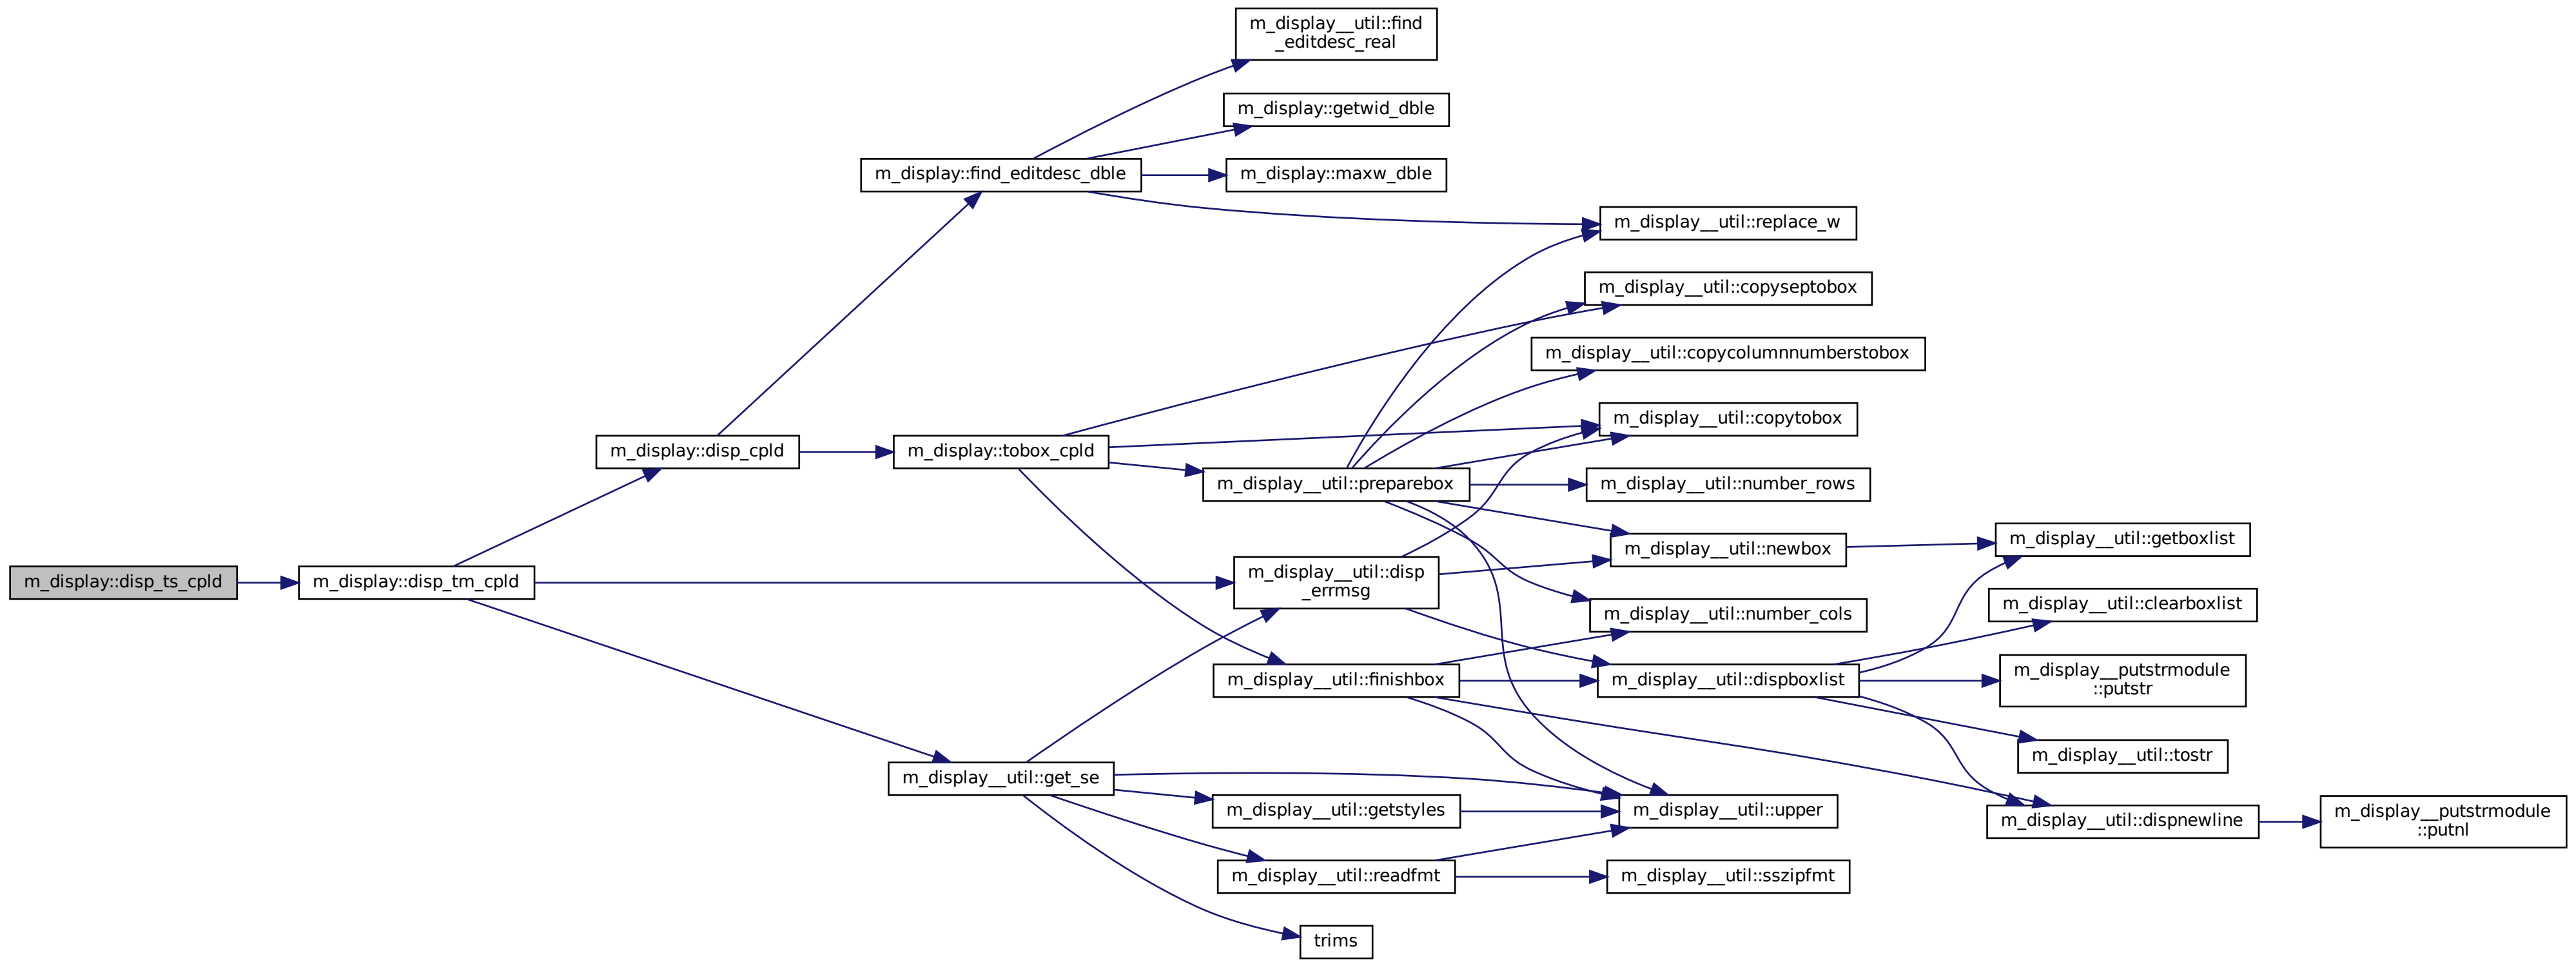 m_display::disp_ts_cpld
m_display::disp_tm_cpld
m_display::disp_cpld
m_display::find_editdesc_dble
m_display::tobox_cpld
m_display__util::get_se
m_display__util::find
_editdesc_real
m_display::getwid_dble
m_display::maxw_dble
m_display__util::preparebox
m_display__util::disp
_errmsg
m_display__util::finishbox
m_display__util::getstyles
m_display__util::readfmt
trims
m_display__util::replace_w
m_display__util::copyseptobox
m_display__util::copycolumnnumberstobox
m_display__util::copytobox
m_display__util::number_rows
m_display__util::newbox
m_display__util::number_cols
m_display__util::dispboxlist
m_display__util::upper
m_display__util::sszipfmt
m_display__util::getboxlist
m_display__util::clearboxlist
m_display__putstrmodule
::putstr
m_display__util::tostr
m_display__util::dispnewline
m_display__putstrmodule
::putnl